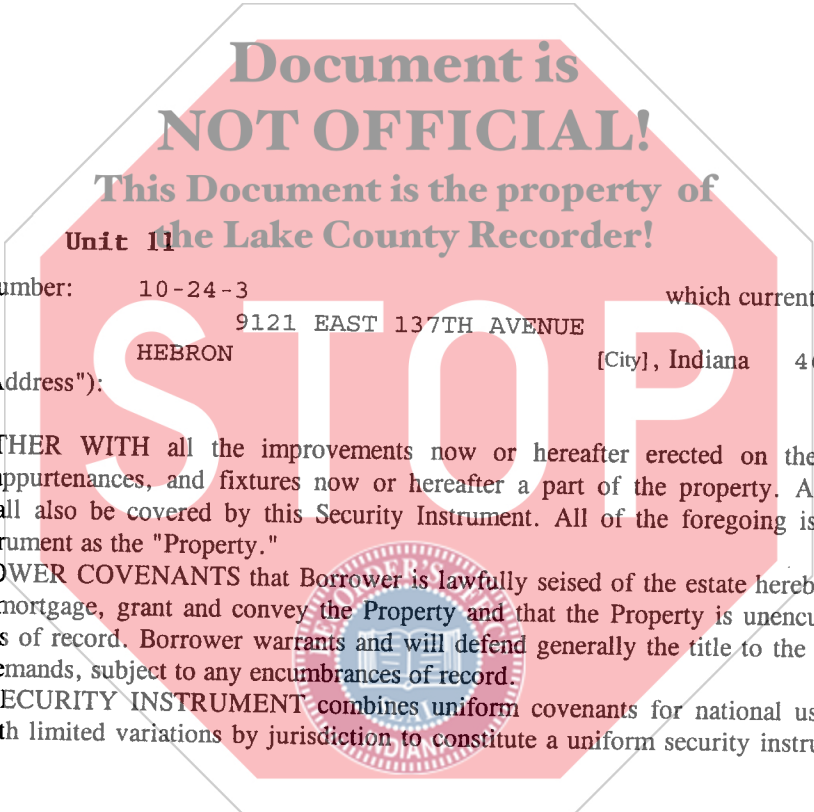 Document is
NOT OFFICIAL!
This Document is the property of
the Lake County Recorder!
Unit 11
umber: 10-24-3 which current
9121 EAST 137TH AVENUE
HEBRON [City], Indiana 4
Address"):
STOP
THER WITH all the improvements now or hereafter erected on the
appurtenances, and fixtures now or hereafter a part of the property. A
all also be covered by this Security Instrument. All of the foregoing is
rument as the "Property."
OWER COVENANTS that Borrower is lawfully seised of the estate hereb
mortgage, grant and convey the Property and that the Property is unencu
s of record. Borrower warrants and will defend generally the title to the
emands, subject to any encumbrances of record.
ECURITY INSTRUMENT combines uniform covenants for national us
th limited variations by jurisdiction to constitute a uniform security instru
SEAL
INDIANA